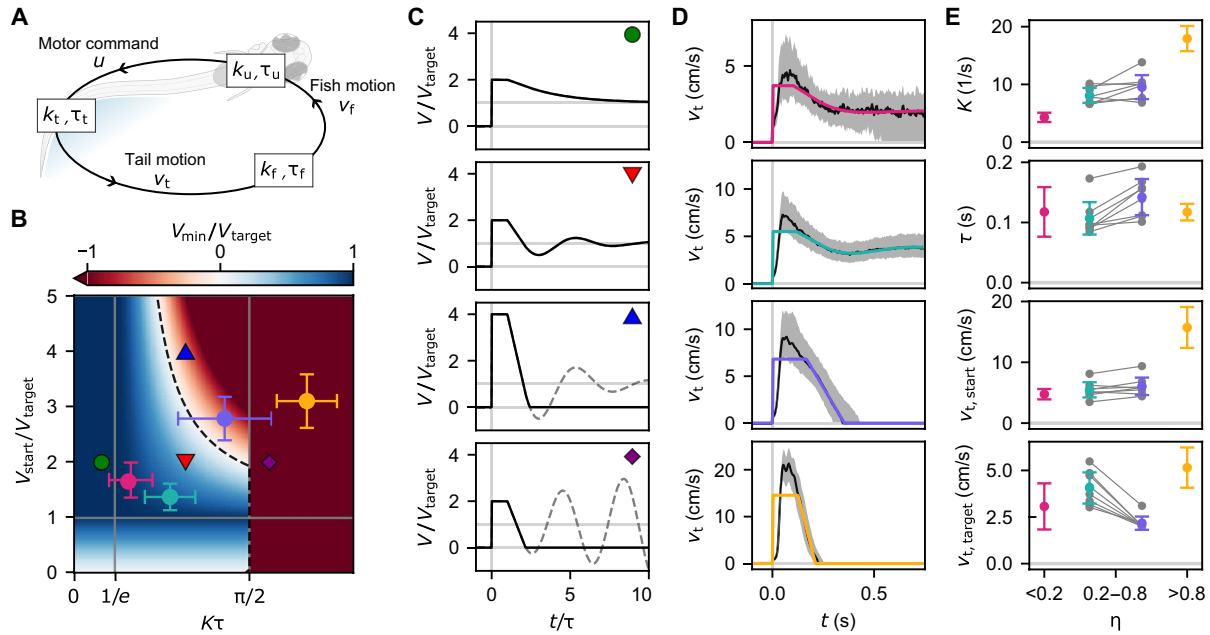 A
Motor command
u
k_u, τ_u
Fish motion
v_f
k_t, τ_t
Tail motion
v_t
k_f, τ_f
B
V_min/V_target
−1 0 1
V_start/V_target
5
4
3
2
1
0
0 1/e π/2
Kτ
C
V/V_target
4
2
0
V/V_target
4
2
0
V/V_target
4
2
0
V/V_target
4
2
0
0 5 10
t/τ
D
v_t (cm/s)
5
0
v_t (cm/s)
10
5
0
v_t (cm/s)
10
5
0
v_t (cm/s)
20
10
0
0.0 0.5
t (s)
E
K (1/s)
20
10
0
τ (s)
0.2
0.1
0.0
v_t, start (cm/s)
20
10
0
v_t, target (cm/s)
5.0
2.5
0
<0.2 0.2−0.8 >0.8
η